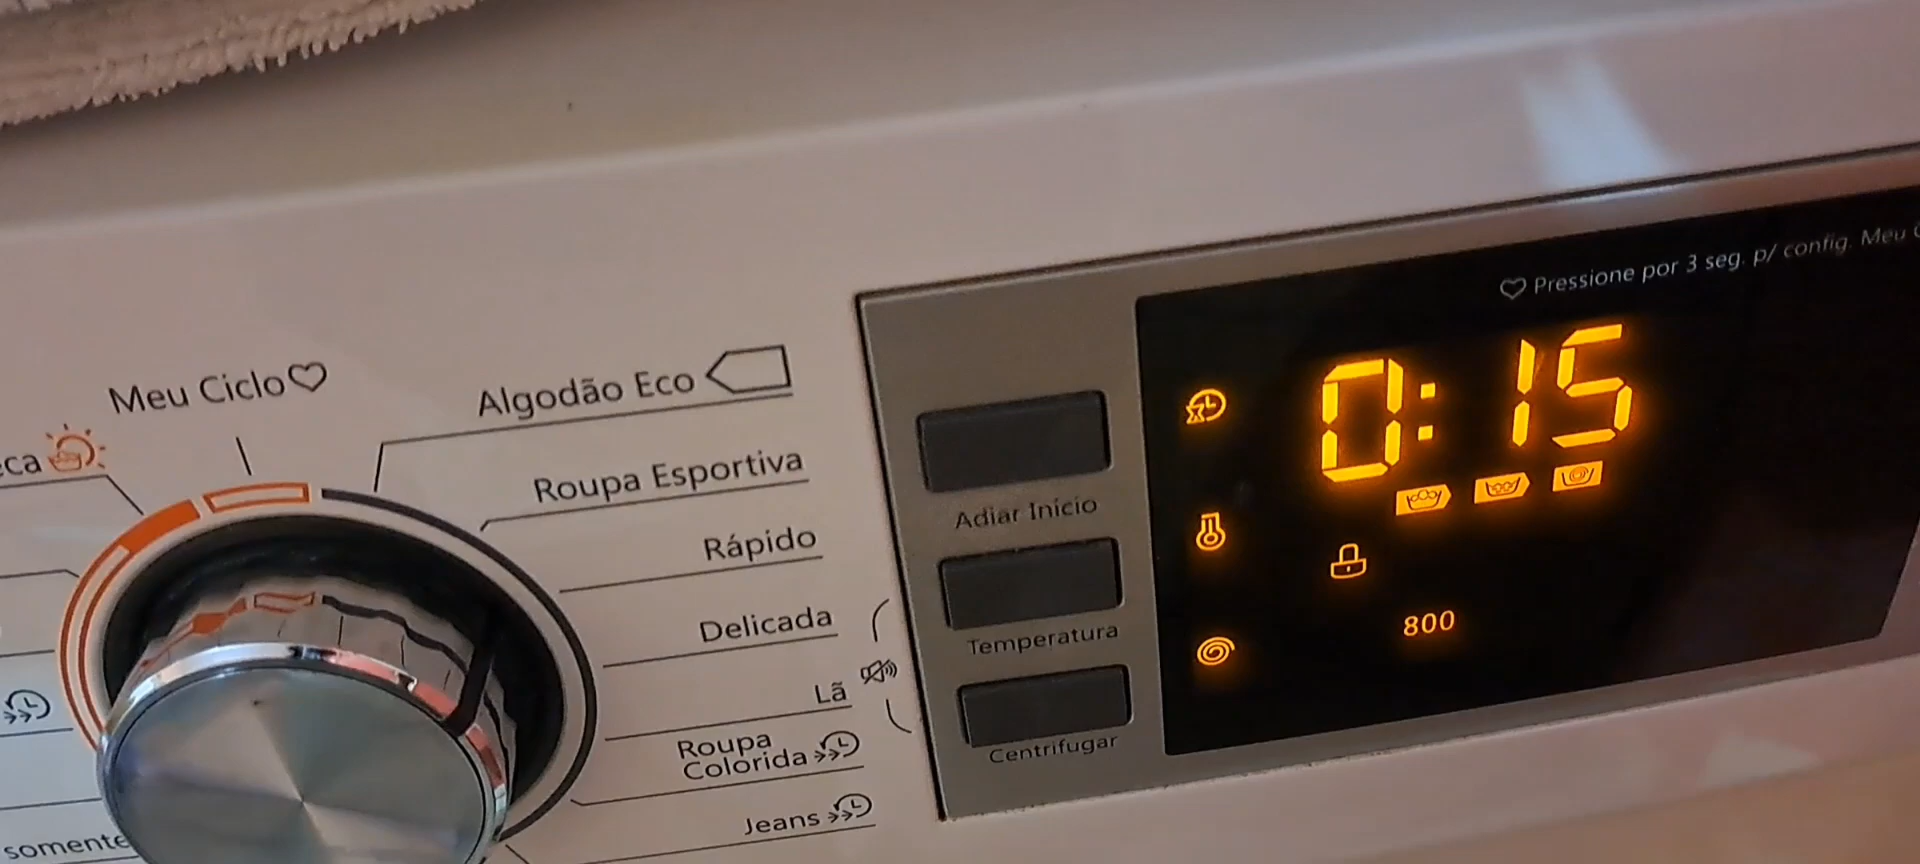 Meu Ciclo
Algodão Eco
Roupa Esportiva
Rápido
Delicada
Lã
Roupa
Colorida
Jeans
somente
Adiar Início
Temperatura
Centrifugar
Pressione por 3 seg. p/ config. Meu
0:15
800